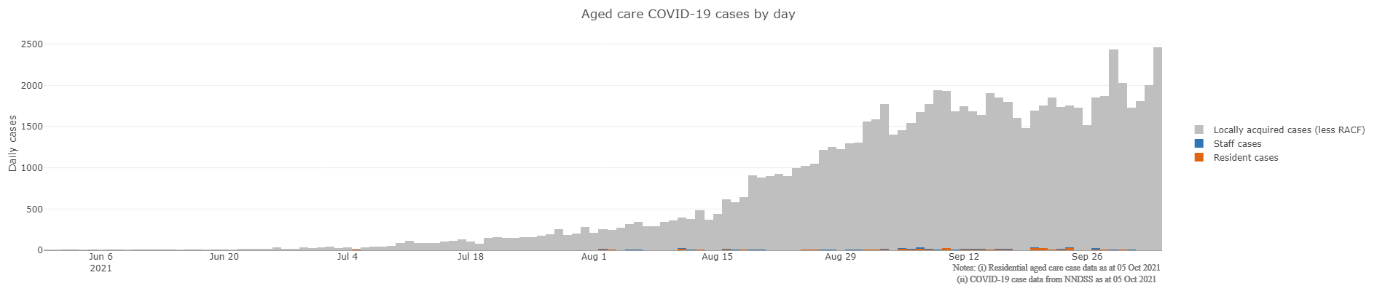 Aged care COVID-19 cases by day
Daily cases
2500
2000
1500
1000
500
0
Jun 6
2021
Jun 20
Jul 4
Jul 18
Aug 1
Aug 15
Aug 29
Sep 12
Sep 26
Locally acquired cases (less RACF)
Staff cases
Resident cases
Notes: (i) Residential aged care case data as at 05 Oct 2021
(ii) COVID-19 case data from NNDSS as at 05 Oct 2021